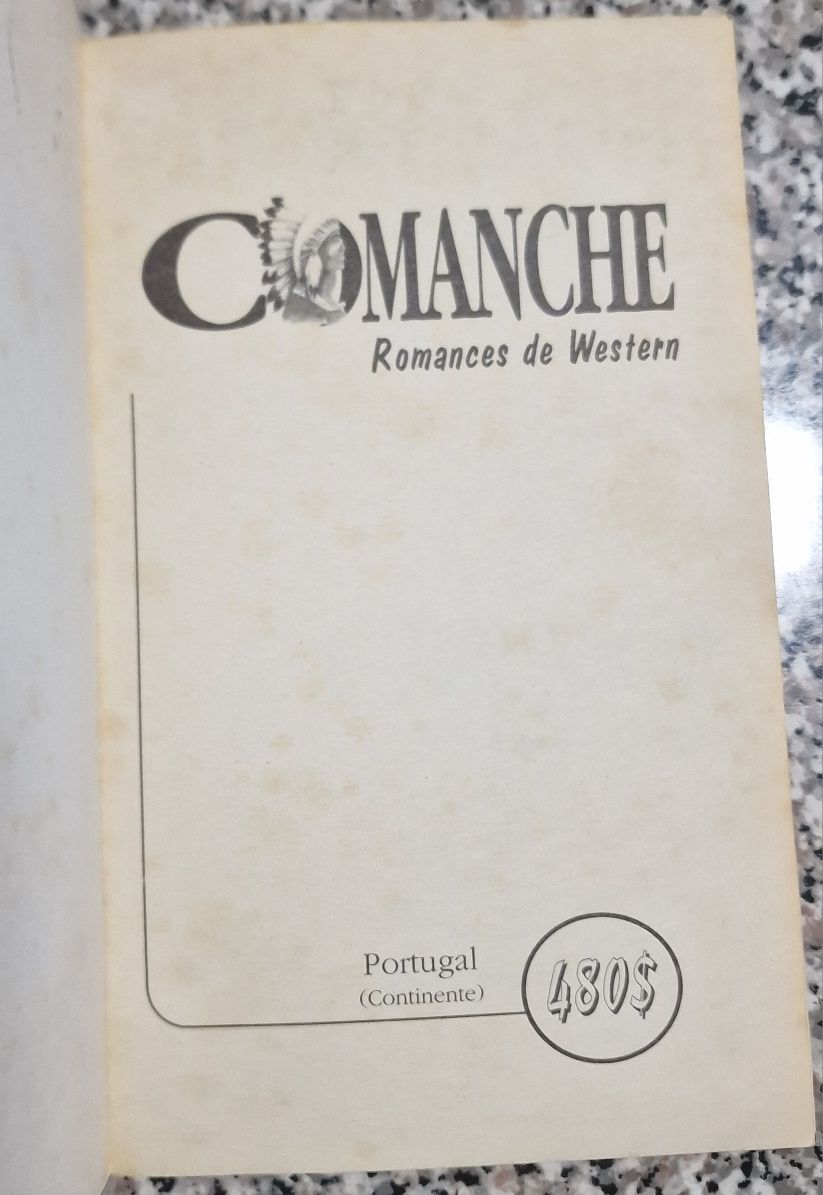 COMANCHE
Romances de Western
Portugal
(Continente)
480$